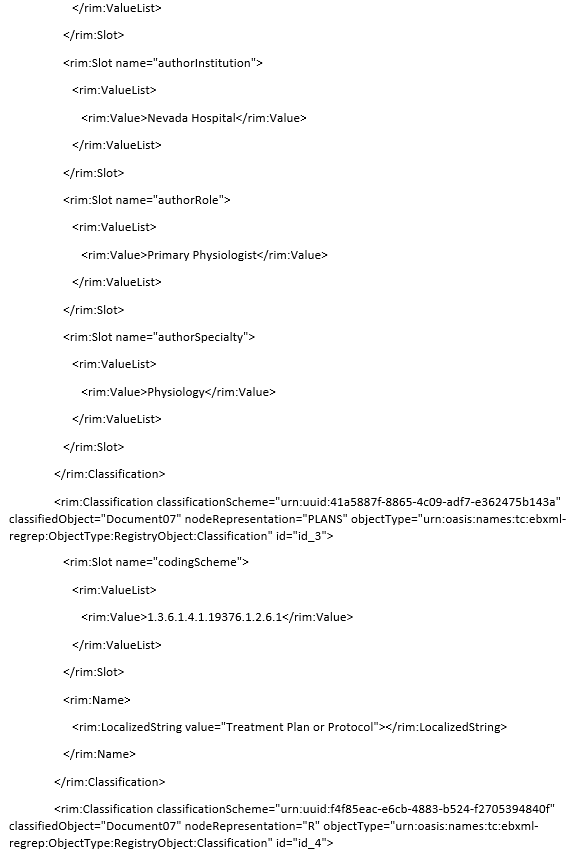 </rim:ValueList>
</rim:Slot>
<rim:Slot name="authorInstitution">
<rim:ValueList>
<rim:Value>Nevada Hospital</rim:Value>
</rim:ValueList>
</rim:Slot>
<rim:Slot name="authorRole">
<rim:ValueList>
<rim:Value>Primary Physiologist</rim:Value>
</rim:ValueList>
</rim:Slot>
<rim:Slot name="authorSpecialty">
<rim:ValueList>
<rim:Value>Physiology</rim:Value>
</rim:ValueList>
</rim:Slot>
</rim:Classification>
<rim:Classification classificationScheme="urn:uuid:41a5887f-8865-4c09-adf7-e362475b143a"
classifiedObject="Document07" nodeRepresentation="PLANS" objectType="urn:oasis:names:tc:ebxml-
regrep:ObjectType:RegistryObject:Classification" id="id_3">
<rim:Slot name="codingScheme">
<rim:ValueList>
<rim:Value>1.3.6.1.4.1.19376.1.2.6.1</rim:Value>
</rim:ValueList>
</rim:Slot>
<rim:Name>
<rim:LocalizedString value="Treatment Plan or Protocol"></rim:LocalizedString>
</rim:Name>
</rim:Classification>
<rim:Classification classificationScheme="urn:uuid:f4f85eac-e6cb-4883-b524-f2705394840f"
classifiedObject="Document07" nodeRepresentation="R" objectType="urn:oasis:names:tc:ebxml-
regrep:ObjectType:RegistryObject:Classification" id="id_4">